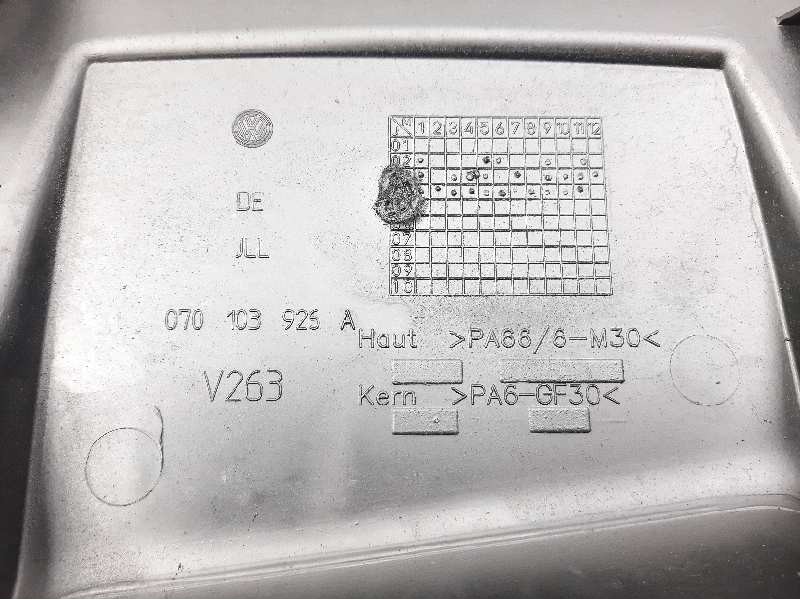 VW
DE
JLL
M 1 2 3 4 5 6 7 8 9 10 11 12
J
01
02
07
08
09
10
070 103 925 A
Haut >PA66/6-M30<
V263
Kern >PA6-GF30<